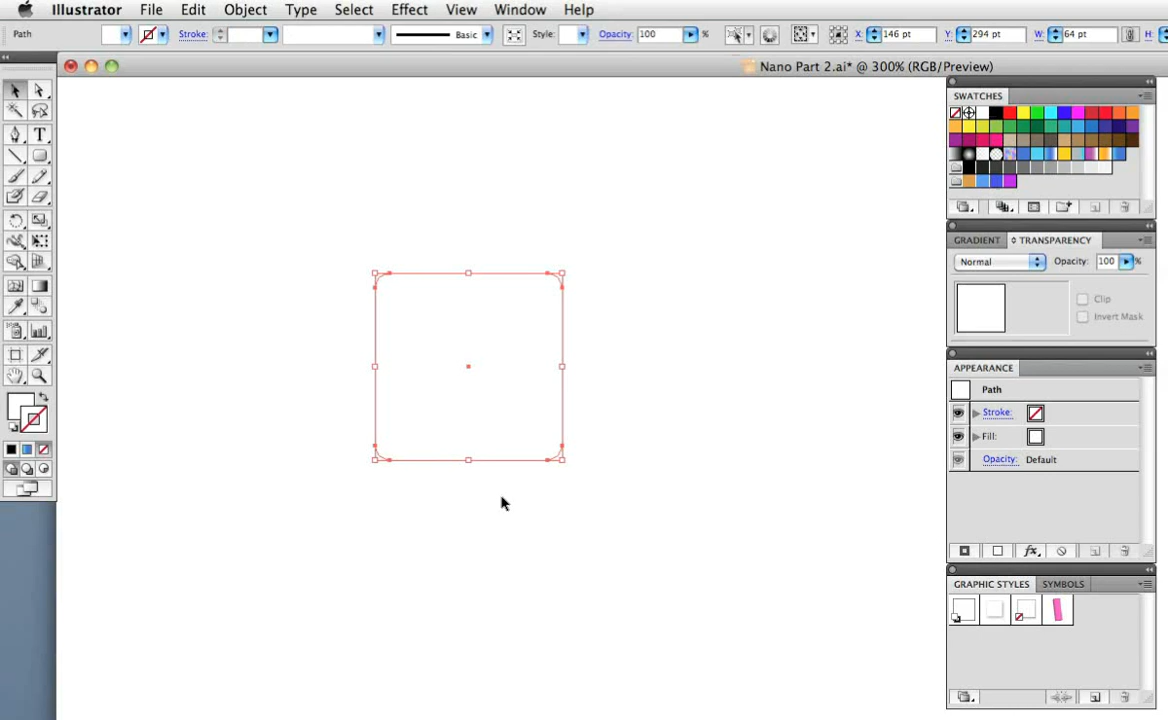 Illustrator File Edit Object Type Select Effect View Window Help
Path Stroke: Basic Style: Opacity: 100 % X: 146 pt Y: 294 pt W: 64 pt H:
Nano Part 2.ai* @ 300% (RGB/Preview)
SWATCHES
T
GRADIENT TRANSPARENCY
Normal Opacity: 100 %
Clip
Invert Mask
APPEARANCE
Path
Stroke:
Fill:
Opacity: Default
fx
GRAPHIC STYLES SYMBOLS